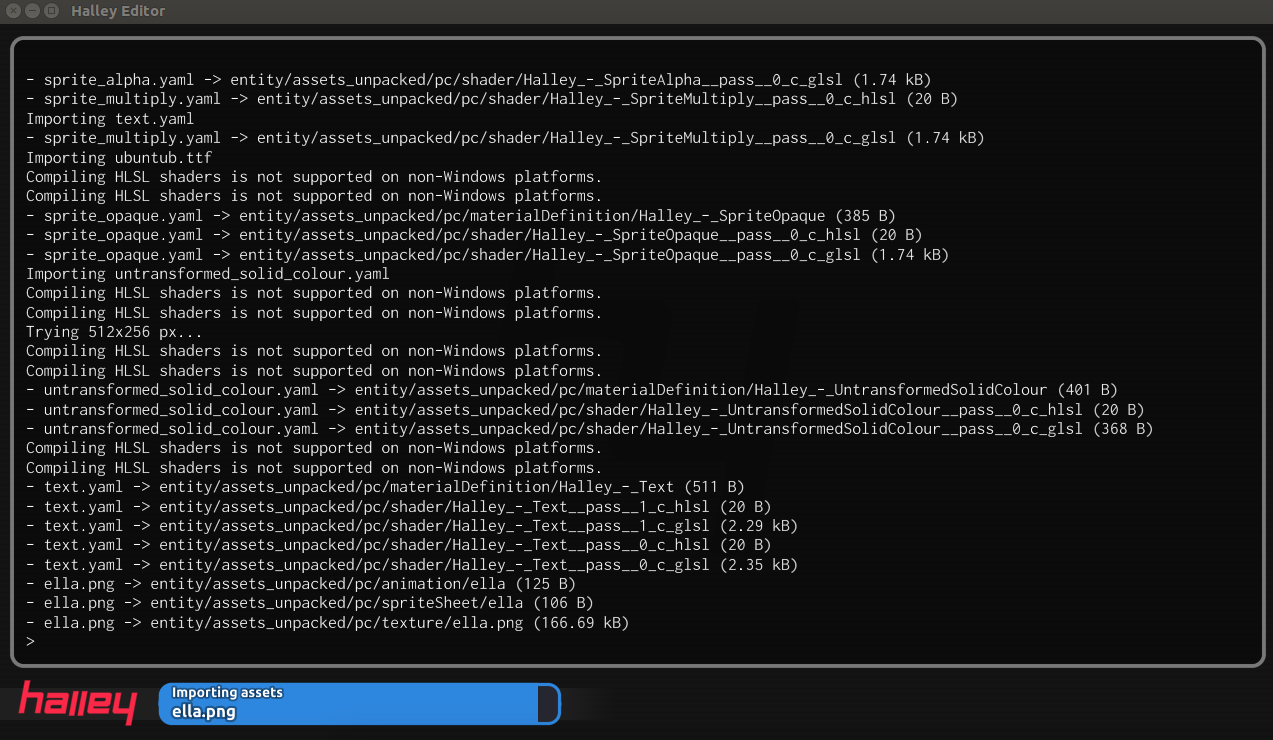 Halley Editor
- sprite_alpha.yaml -> entity/assets_unpacked/pc/shader/Halley_-_SpriteAlpha__pass__0_c_glsl (1.74 kB)
- sprite_multiply.yaml -> entity/assets_unpacked/pc/shader/Halley_-_SpriteMultiply__pass__0_c_hlsl (20 B)
Importing text.yaml
- sprite_multiply.yaml -> entity/assets_unpacked/pc/shader/Halley_-_SpriteMultiply__pass__0_c_glsl (1.74 kB)
Importing ubuntub.ttf
Compiling HLSL shaders is not supported on non-Windows platforms.
Compiling HLSL shaders is not supported on non-Windows platforms.
- sprite_opaque.yaml -> entity/assets_unpacked/pc/materialDefinition/Halley_-_SpriteOpaque (385 B)
- sprite_opaque.yaml -> entity/assets_unpacked/pc/shader/Halley_-_SpriteOpaque__pass__0_c_hlsl (20 B)
- sprite_opaque.yaml -> entity/assets_unpacked/pc/shader/Halley_-_SpriteOpaque__pass__0_c_glsl (1.74 kB)
Importing untransformed_solid_colour.yaml
Compiling HLSL shaders is not supported on non-Windows platforms.
Compiling HLSL shaders is not supported on non-Windows platforms.
Trying 512x256 px...
Compiling HLSL shaders is not supported on non-Windows platforms.
Compiling HLSL shaders is not supported on non-Windows platforms.
- untransformed_solid_colour.yaml -> entity/assets_unpacked/pc/materialDefinition/Halley_-_UntransformedSolidColour (401 B)
- untransformed_solid_colour.yaml -> entity/assets_unpacked/pc/shader/Halley_-_UntransformedSolidColour__pass__0_c_hlsl (20 B)
- untransformed_solid_colour.yaml -> entity/assets_unpacked/pc/shader/Halley_-_UntransformedSolidColour__pass__0_c_glsl (368 B)
Compiling HLSL shaders is not supported on non-Windows platforms.
Compiling HLSL shaders is not supported on non-Windows platforms.
- text.yaml -> entity/assets_unpacked/pc/materialDefinition/Halley_-_Text (511 B)
- text.yaml -> entity/assets_unpacked/pc/shader/Halley_-_Text__pass__1_c_hlsl (20 B)
- text.yaml -> entity/assets_unpacked/pc/shader/Halley_-_Text__pass__1_c_glsl (2.29 kB)
- text.yaml -> entity/assets_unpacked/pc/shader/Halley_-_Text__pass__0_c_hlsl (20 B)
- text.yaml -> entity/assets_unpacked/pc/shader/Halley_-_Text__pass__0_c_glsl (2.35 kB)
- ella.png -> entity/assets_unpacked/pc/animation/ella (125 B)
- ella.png -> entity/assets_unpacked/pc/spriteSheet/ella (106 B)
- ella.png -> entity/assets_unpacked/pc/texture/ella.png (166.69 kB)
>
halley
Importing assets
ella.png